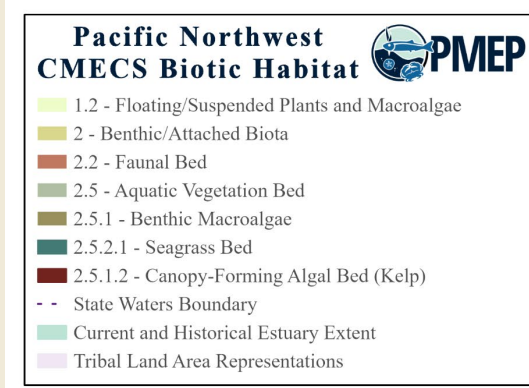 Pacific Northwest
CMECS Biotic Habitat
PMEP
1.2 - Floating/Suspended Plants and Macroalgae
2 - Benthic/Attached Biota
2.2 - Faunal Bed
2.5 - Aquatic Vegetation Bed
2.5.1 - Benthic Macroalgae
2.5.2.1 - Seagrass Bed
2.5.1.2 - Canopy-Forming Algal Bed (Kelp)
State Waters Boundary
Current and Historical Estuary Extent
Tribal Land Area Representations